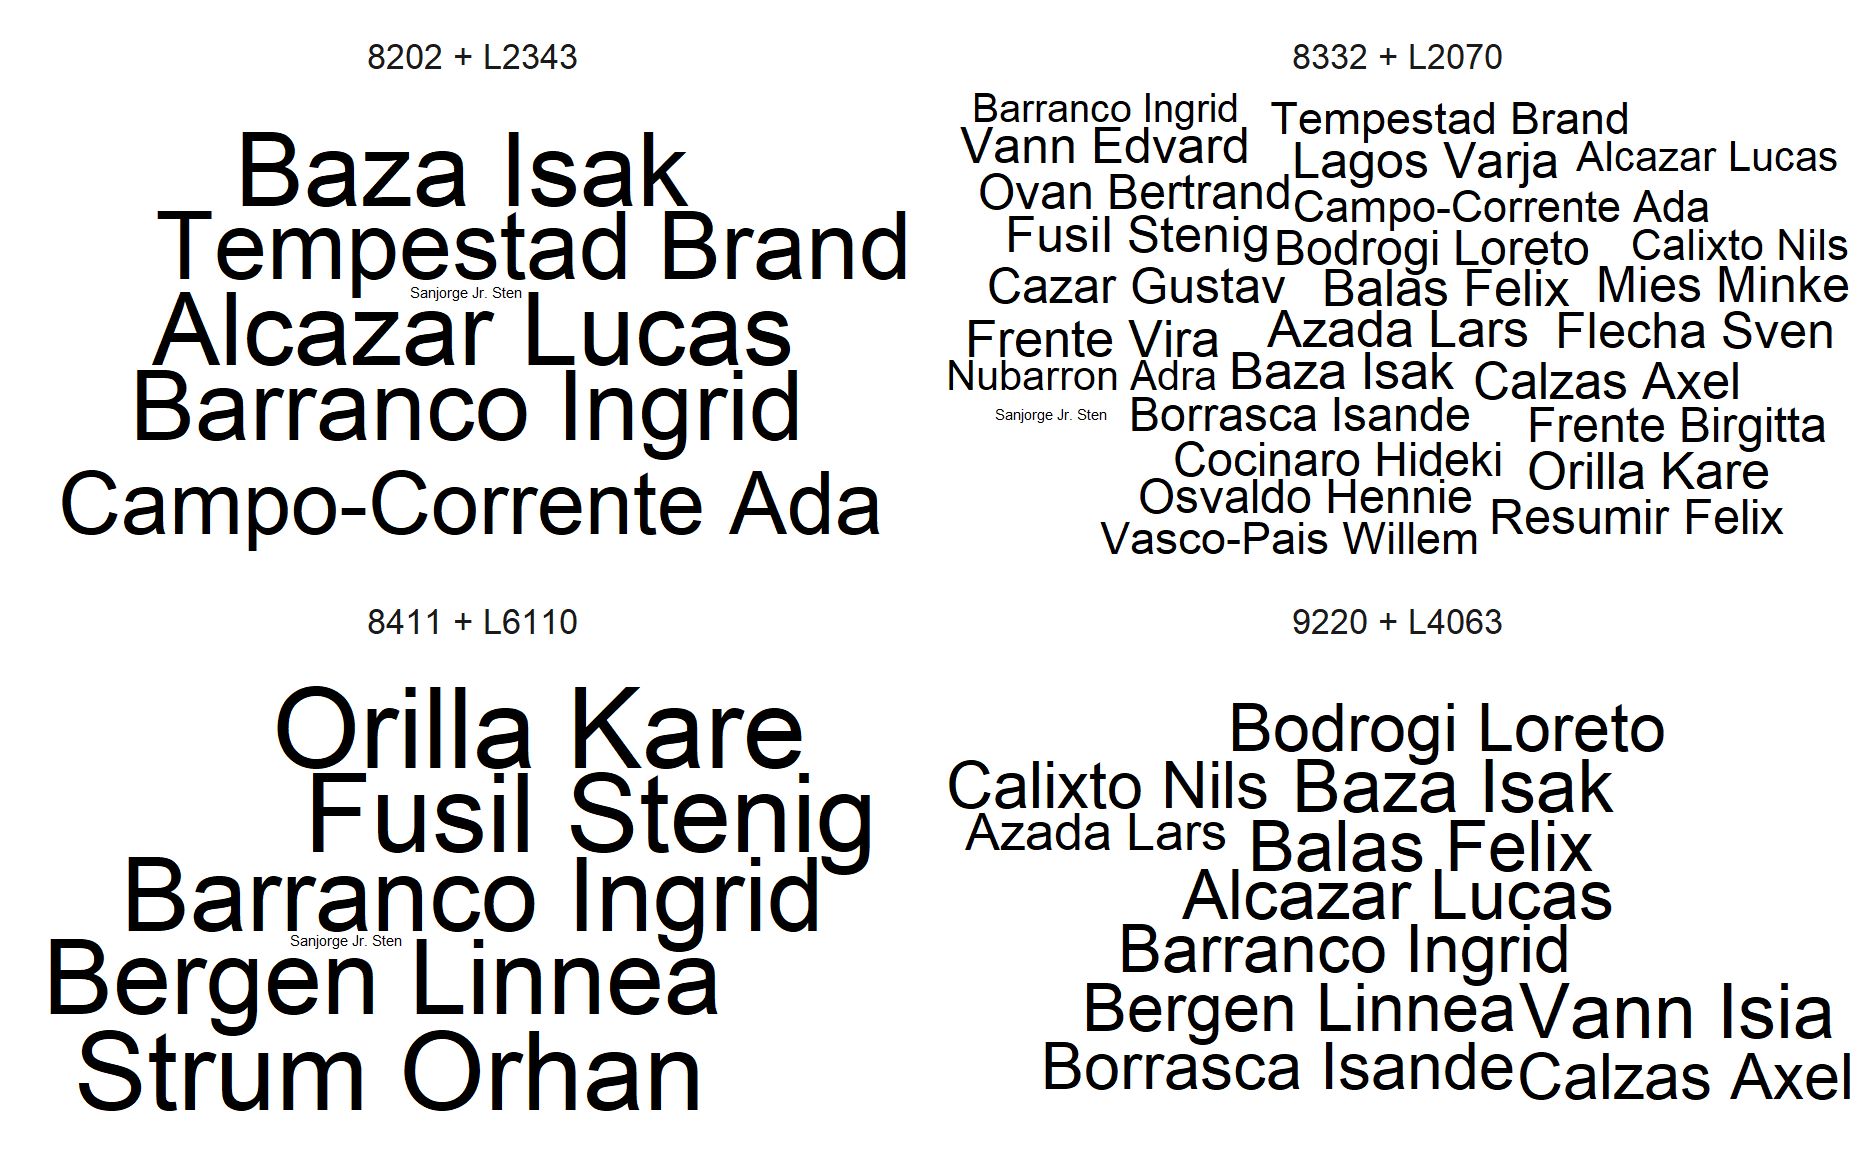 8202 + L2343
Baza Isak
Tempestad Brand
Sanjorge Jr. Sten
Alcazar Lucas
Barranco Ingrid
Campo-Corrente Ada
8332 + L2070
Barranco Ingrid
Tempestad Brand
Vann Edvard
Lagos Varja
Alcazar Lucas
Ovan Bertrand
Campo-Corrente Ada
Fusil Stenig
Bodrogi Loreto
Calixto Nils
Cazar Gustav
Balas Felix
Mies Minke
Frente Vira
Azada Lars
Flecha Sven
Nubarron Adra
Baza Isak
Calzas Axel
Sanjorge Jr. Sten
Borrasca Isande
Frente Birgitta
Cocinaro Hideki
Orilla Kare
Osvaldo Hennie
Resumir Felix
Vasco-Pais Willem
8411 + L6110
Orilla Kare
Fusil Stenig
Barranco Ingrid
Sanjorge Jr. Sten
Bergen Linnea
Strum Orhan
9220 + L4063
Bodrogi Loreto
Calixto Nils
Baza Isak
Azada Lars
Balas Felix
Alcazar Lucas
Barranco Ingrid
Bergen Linnea
Vann Isia
Borrasca Isande
Calzas Axel